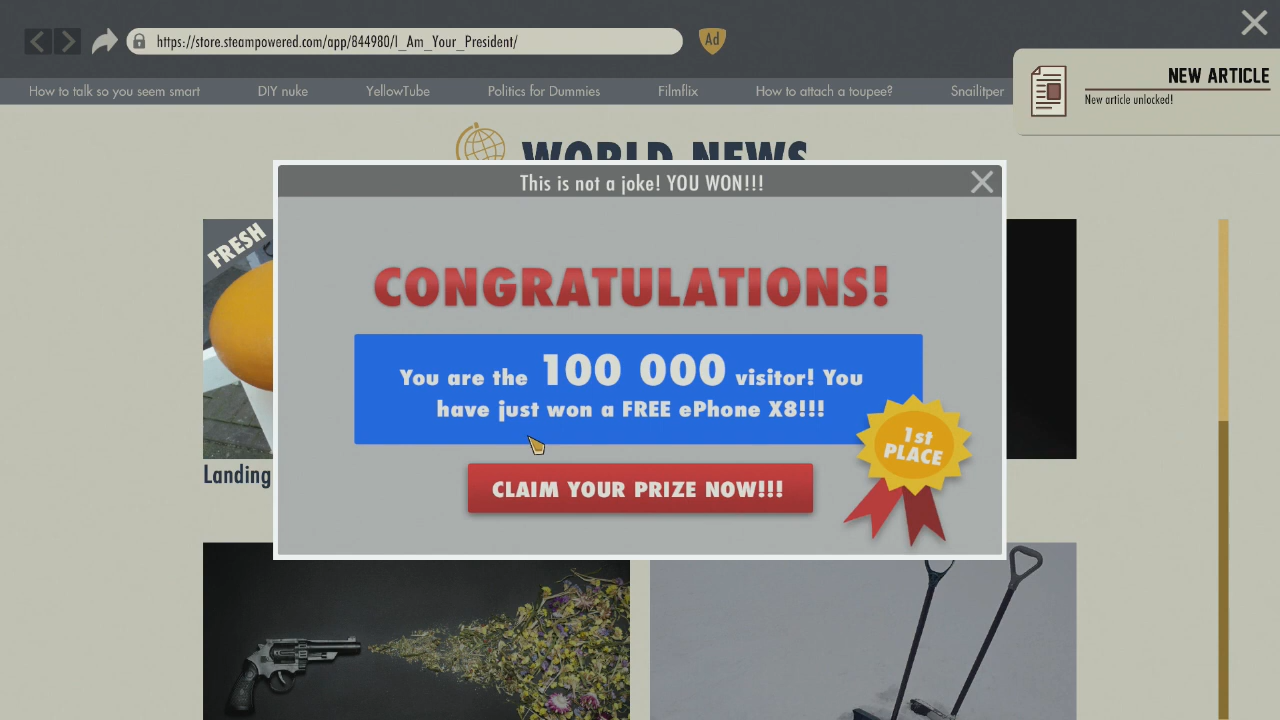 https://store.steampowered.com/app/844980/I_Am_Your_President/
Ad
How to talk so you seem smart
DIY nuke
YellowTube
Politics for Dummies
Filmflix
How to attach a toupee?
Snailitper
NEW ARTICLE
New article unlocked!
WORLD NEWS
This is not a joke! YOU WON!!!
FRESH
CONGRATULATIONS!
You are the 100 000 visitor! You
have just won a FREE ePhone X8!!!
1st
PLACE
Landing
CLAIM YOUR PRIZE NOW!!!